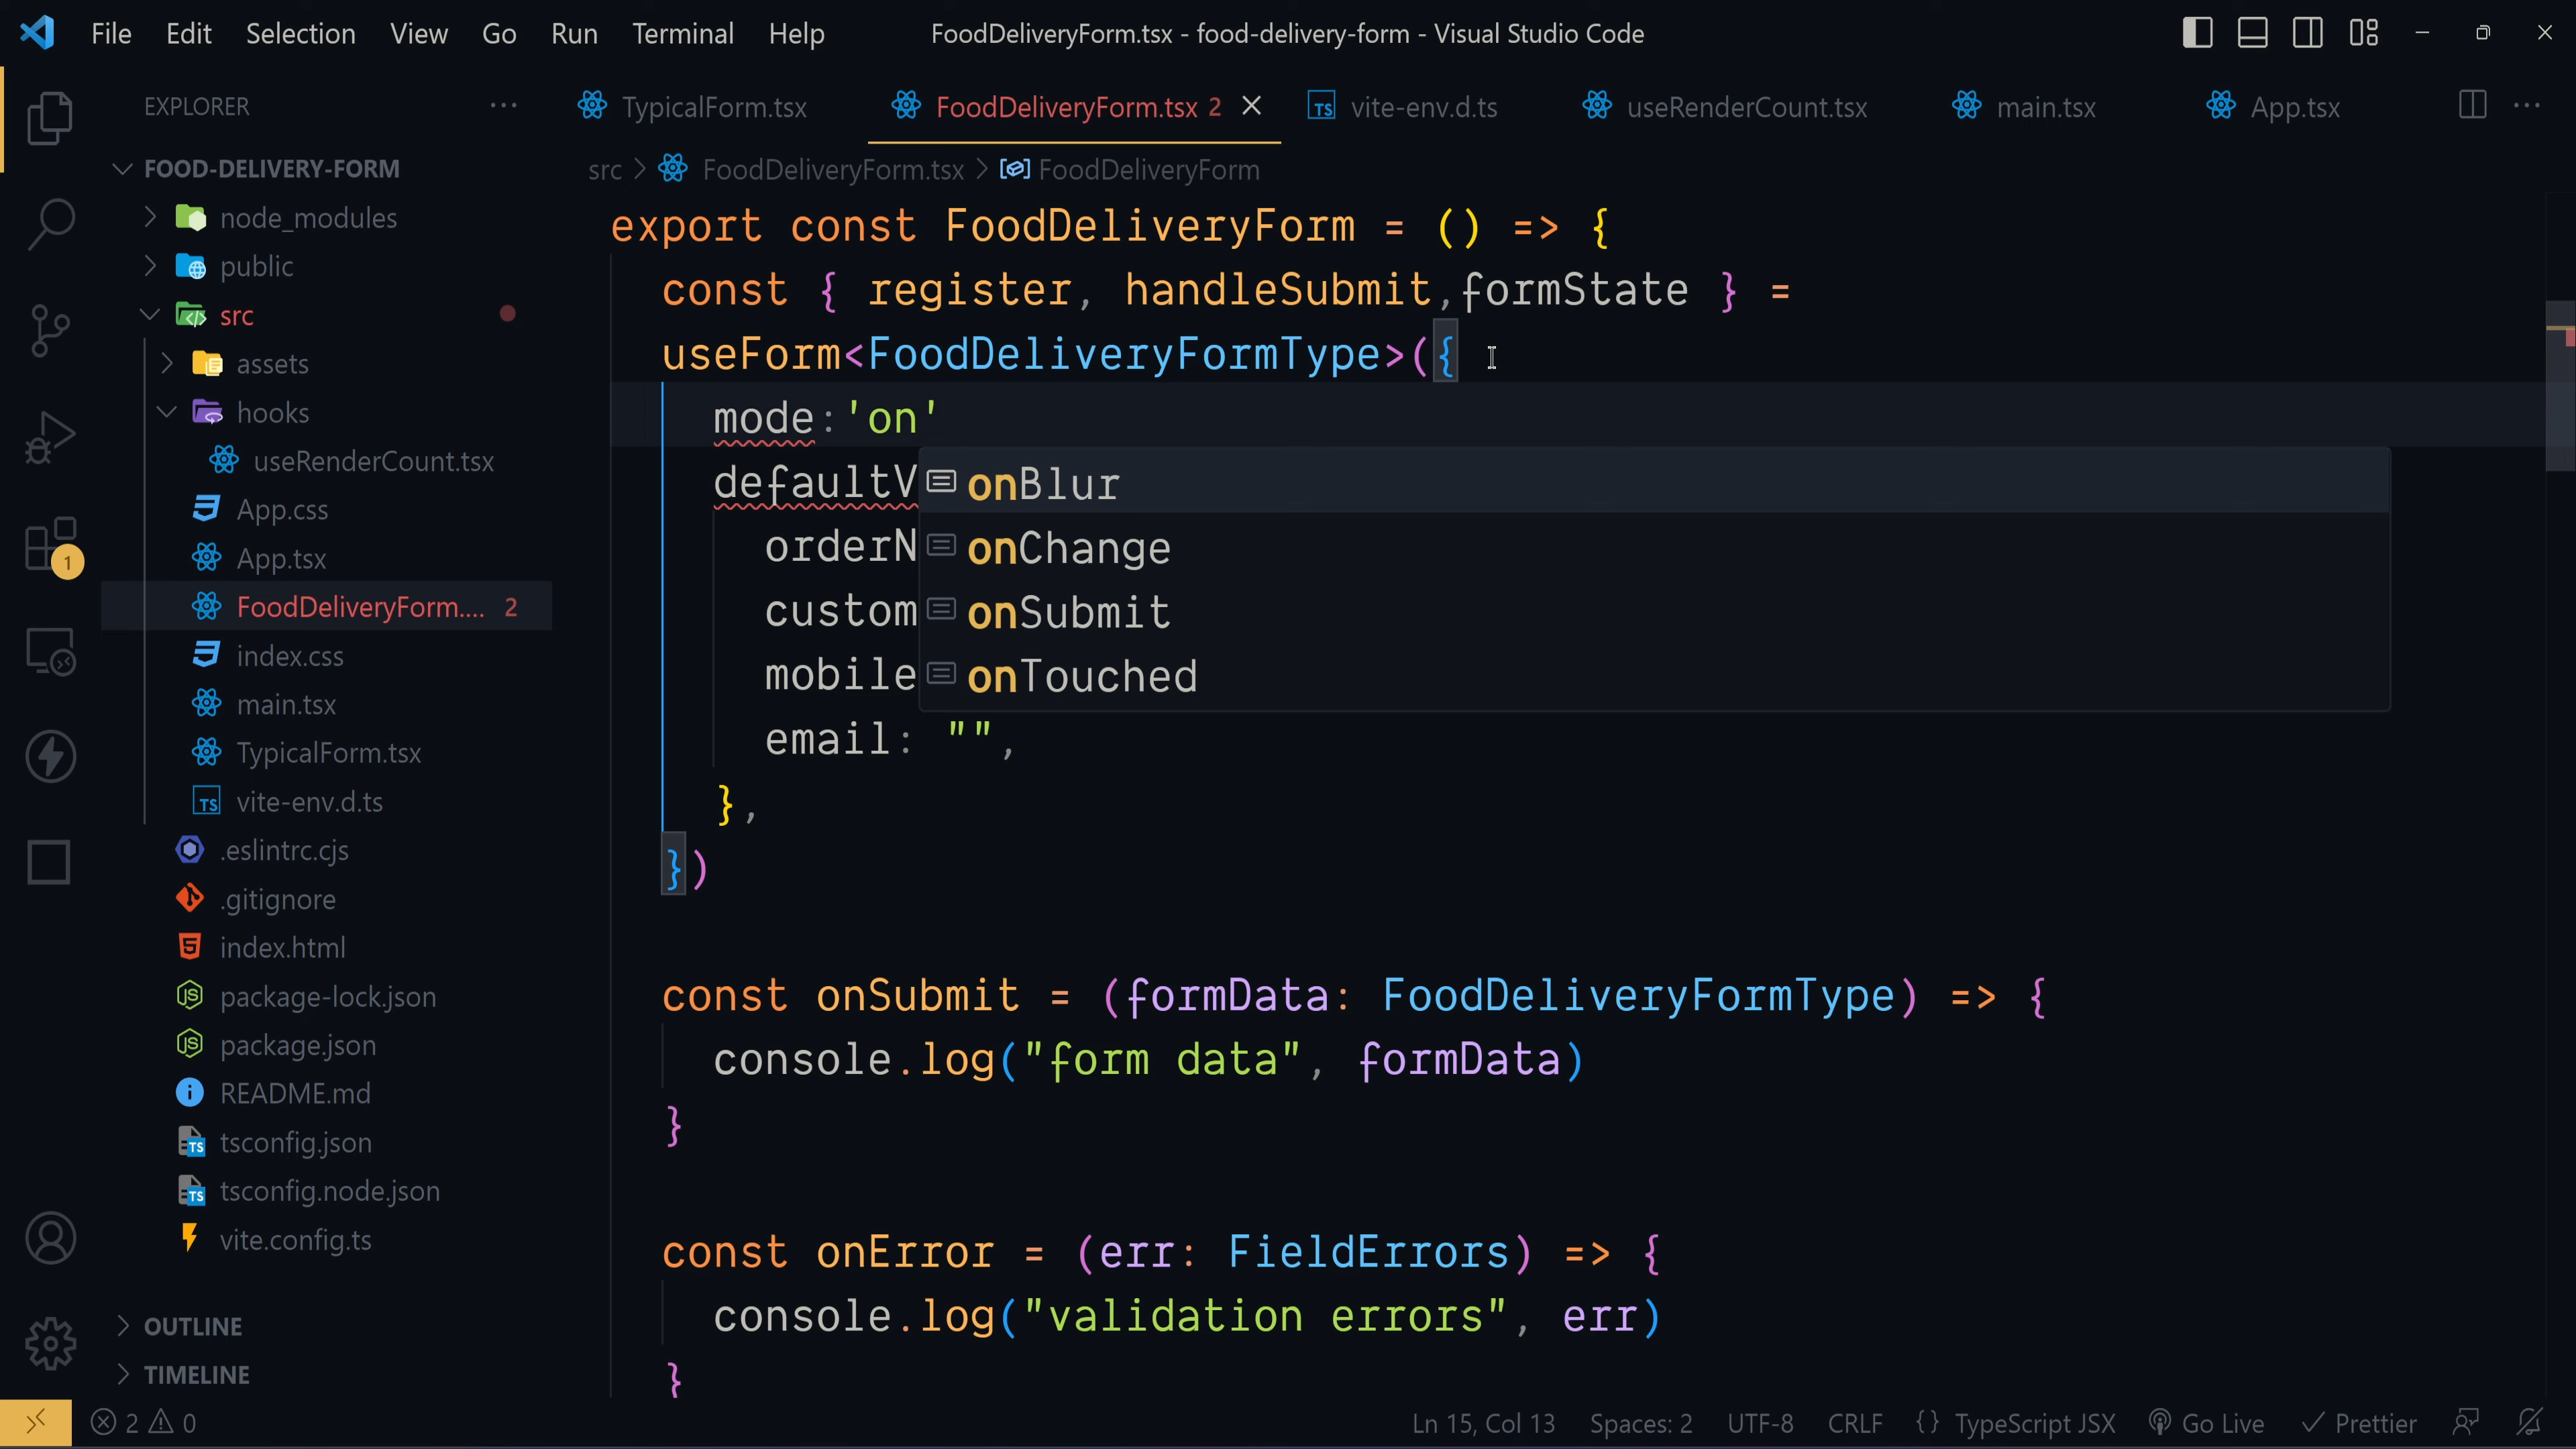 File Edit Selection View Go Run Terminal Help
FoodDeliveryForm.tsx - food-delivery-form - Visual Studio Code
EXPLORER
FOOD-DELIVERY-FORM
node_modules
public
src
assets
hooks
useRenderCount.tsx
App.css
App.tsx
FoodDeliveryForm.... 2
index.css
main.tsx
TypicalForm.tsx
vite-env.d.ts
.eslintrc.cjs
.gitignore
index.html
package-lock.json
package.json
README.md
tsconfig.json
tsconfig.node.json
vite.config.ts
OUTLINE
TIMELINE
1
TypicalForm.tsx
FoodDeliveryForm.tsx 2
vite-env.d.ts
useRenderCount.tsx
main.tsx
App.tsx
src > FoodDeliveryForm.tsx > FoodDeliveryForm
export const FoodDeliveryForm = () => {
const { register, handleSubmit,formState } =
useForm<FoodDeliveryFormType>({
mode:'on'
defaultV
orderN
custom
mobile
email: "",
},
})
onBlur
onChange
onSubmit
onTouched
const onSubmit = (formData: FoodDeliveryFormType) => {
console.log("form data", formData)
}
const onError = (err: FieldErrors) => {
console.log("validation errors", err)
}
2 0
Ln 15, Col 13 Spaces: 2 UTF-8 CRLF {} TypeScript JSX Go Live Prettier